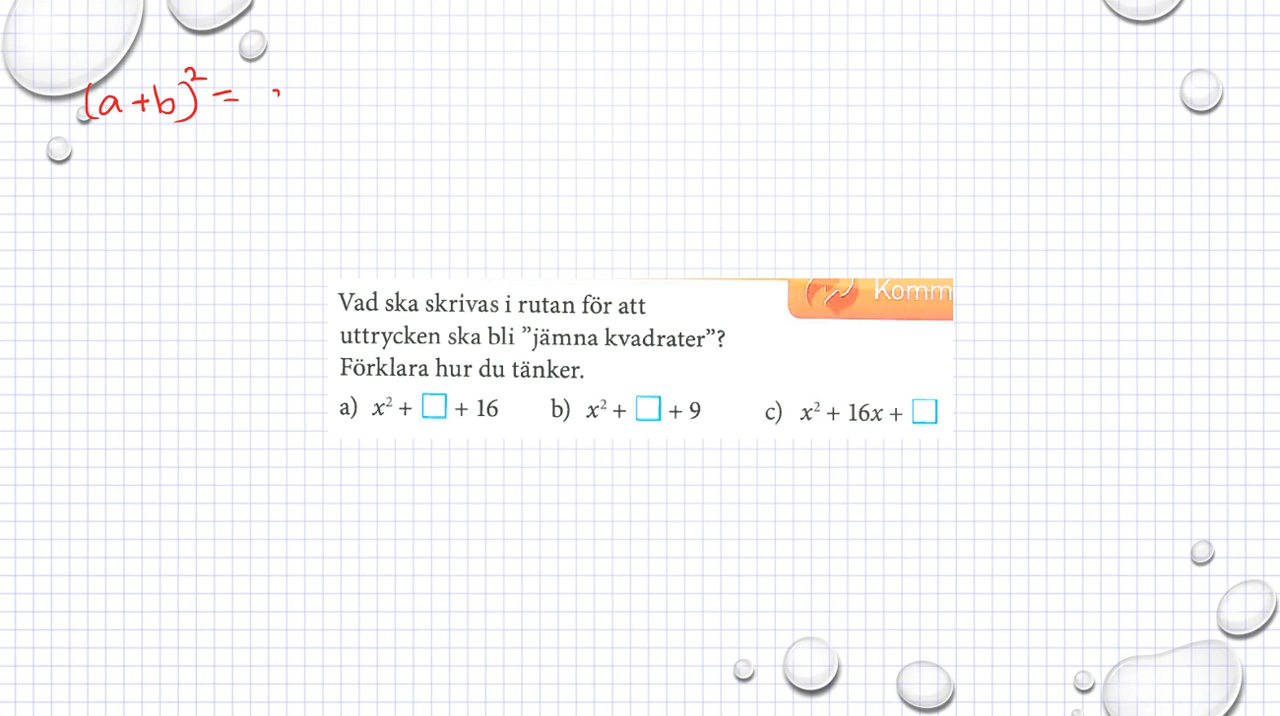 (a+b)² =
Komm
Vad ska skrivas i rutan för att
uttrycken ska bli ”jämna kvadrater”?
Förklara hur du tänker.
a) x² + □ + 16 b) x² + □ + 9 c) x² + 16x + □